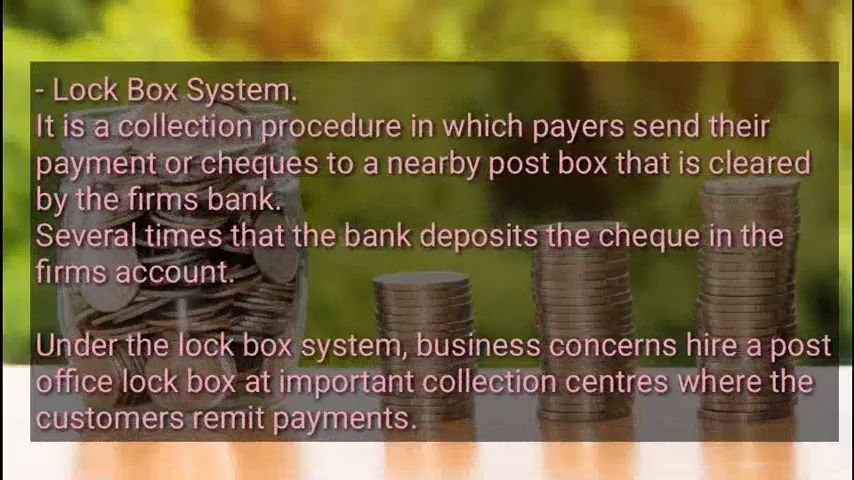 - Lock Box System.
It is a collection procedure in which payers send their
payment or cheques to a nearby post box that is cleared
by the firms bank.
Several times that the bank deposits the cheque in the
firms account.
Under the lock box system, business concerns hire a post
office lock box at important collection centres where the
customers remit payments.